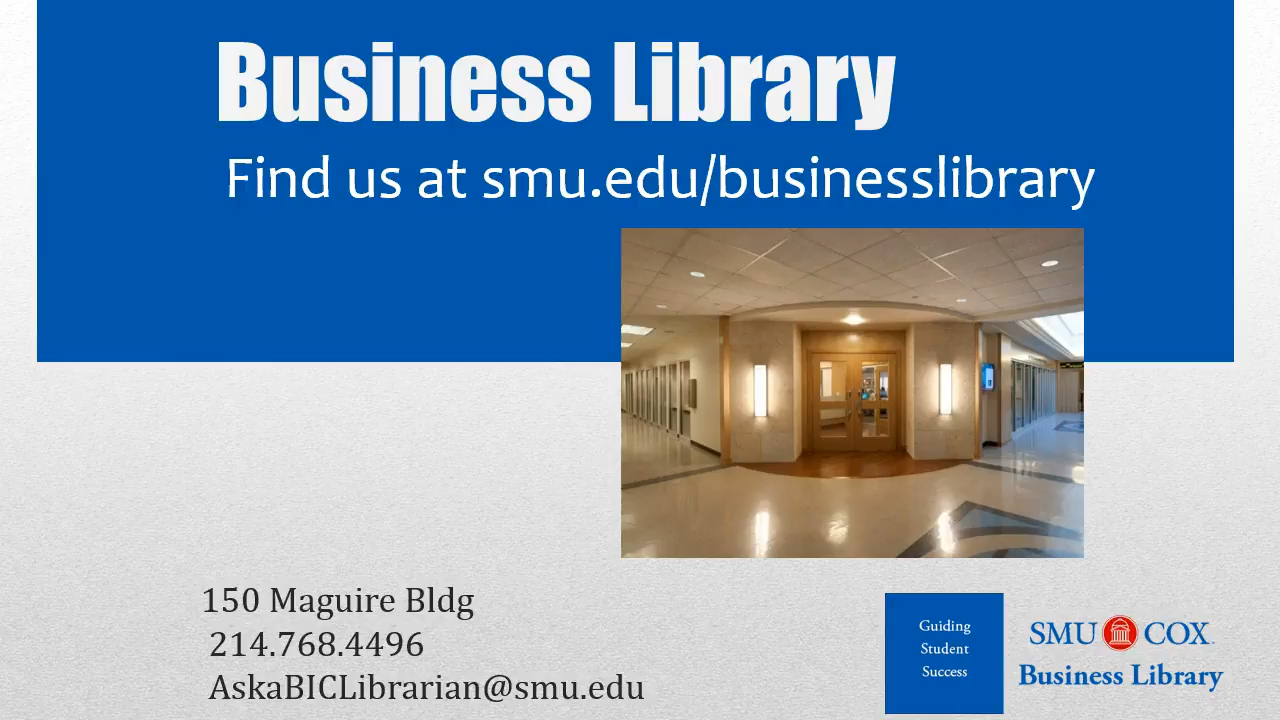 Business Library
Find us at smu.edu/businesslibrary
150 Maguire Bldg
214.768.4496
AskaBICLibrarian@smu.edu
Guiding
Student
Success
SMU COX
Business Library